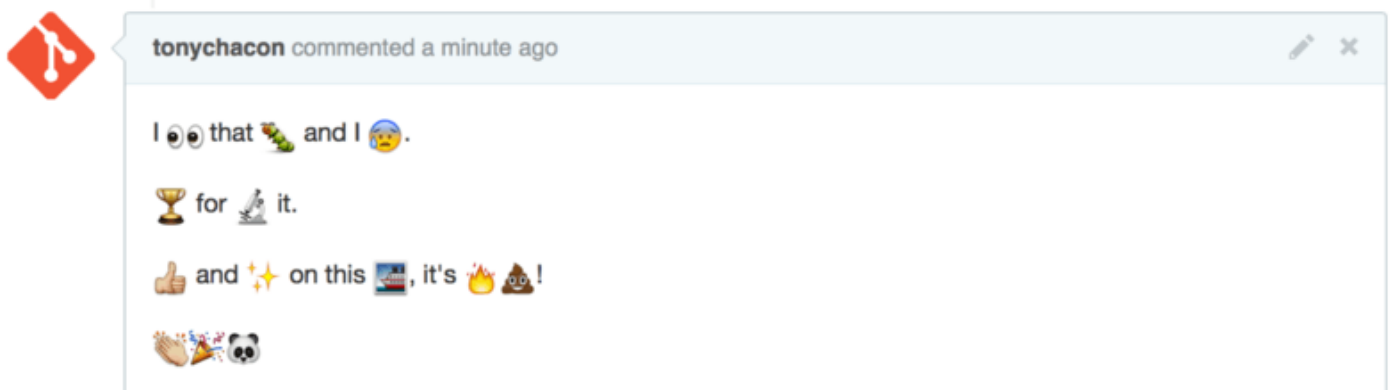 tonychacon commented a minute ago
I 👀 that 🐛 and I 😰.
🏆 for 🔬 it.
👍 and ✨ on this 🚢, it's 🔥💩!
👏🎉🐼